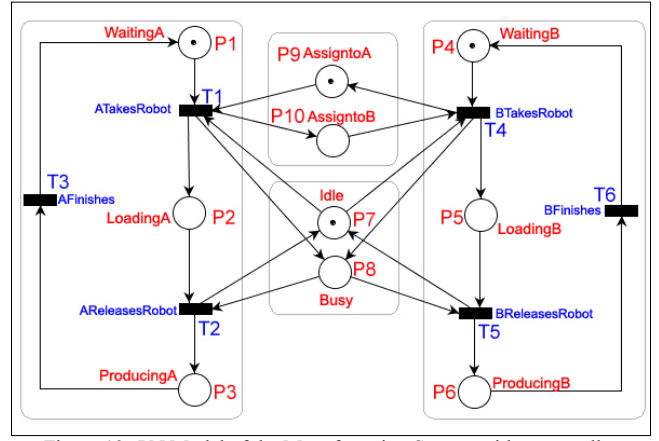 WaitingA
P1
P9 AssigntoA
P4
WaitingB
T1
ATakesRobot
P10 AssigntoB
BTakesRobot
T4
T3
AFinishes
Idle
T6
BFinishes
LoadingA
P2
P7
P5
LoadingB
P8
Busy
AReleasesRobot
T2
BReleasesRobot
T5
ProducingA
P3
P6
ProducingB